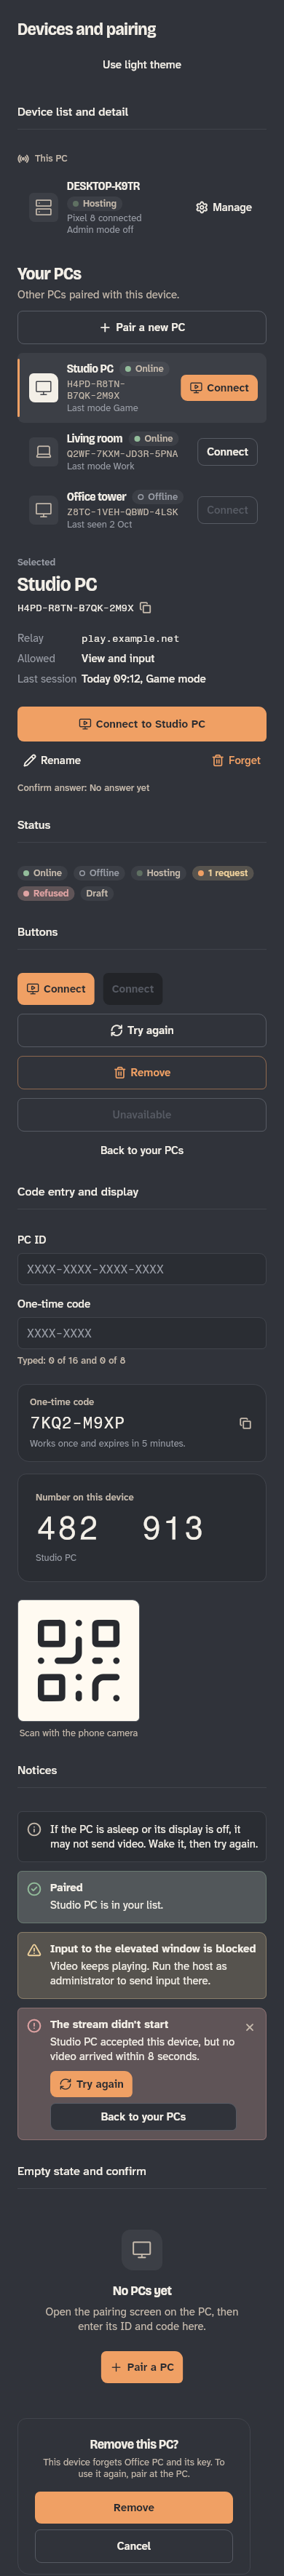 Devices and pairing
Use light theme
Device list and detail
This PC
DESKTOP-K9TR
Hosting
Pixel 8 connected
Admin mode off
Manage
Your PCs
Other PCs paired with this device.
Pair a new PC
Studio PC Online
H4PD-R8TN-
B7QK-2M9X
Last mode Game
Connect
Living room Online
Q2WF-7KXM-JD3R-5PNA
Last mode Work
Connect
Office tower Offline
Z8TC-1VEH-QBWD-4LSK
Last seen 2 Oct
Connect
Selected
Studio PC
H4PD-R8TN-B7QK-2M9X
Relay play.example.net
Allowed View and input
Last session Today 09:12, Game mode
Connect to Studio PC
Rename Forget
Confirm answer: No answer yet
Status
Online Offline Hosting 1 request
Refused Draft
Buttons
Connect Connect
Try again
Remove
Unavailable
Back to your PCs
Code entry and display
PC ID
XXXX-XXXX-XXXX-XXXX
One-time code
XXXX-XXXX
Typed: 0 of 16 and 0 of 8
One-time code
7KQ2-M9XP
Works once and expires in 5 minutes.
Number on this device
482 913
Studio PC
Scan with the phone camera
Notices
If the PC is asleep or its display is off, it
may not send video. Wake it, then try again.
Paired
Studio PC is in your list.
Input to the elevated window is blocked
Video keeps playing. Run the host as
administrator to send input there.
The stream didn't start
Studio PC accepted this device, but no
video arrived within 8 seconds.
Try again
Back to your PCs
Empty state and confirm
No PCs yet
Open the pairing screen on the PC, then
enter its ID and code here.
Pair a PC
Remove this PC?
This device forgets Office PC and its key. To
use it again, pair at the PC.
Remove
Cancel